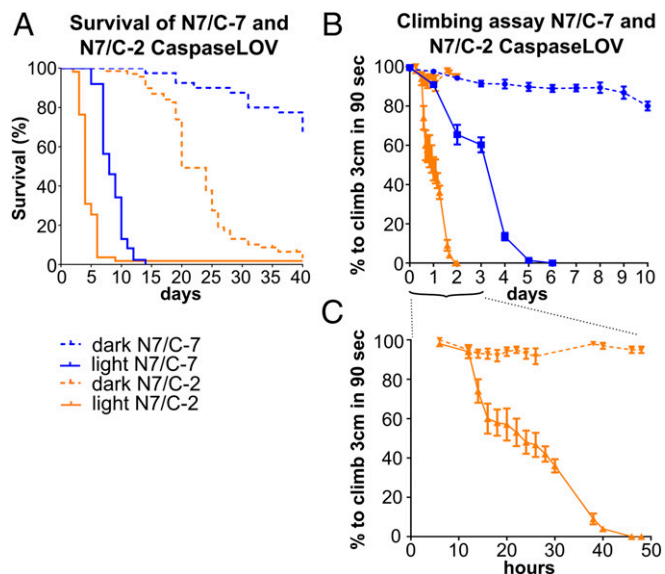 A
Survival of N7/C-7 and
N7/C-2 CaspaseLOV
Survival (%)
100
80
60
40
20
0
0 5 10 15 20 25 30 35 40
days
dark N7/C-7
light N7/C-7
dark N7/C-2
light N7/C-2
B
Climbing assay N7/C-7 and
N7/C-2 CaspaseLOV
% to climb 3cm in 90 sec
100
80
60
40
20
0
0 1 2 3 4 5 6 7 8 9 10
days
C
% to climb 3cm in 90 sec
100
80
60
40
20
0
0 10 20 30 40 50
hours